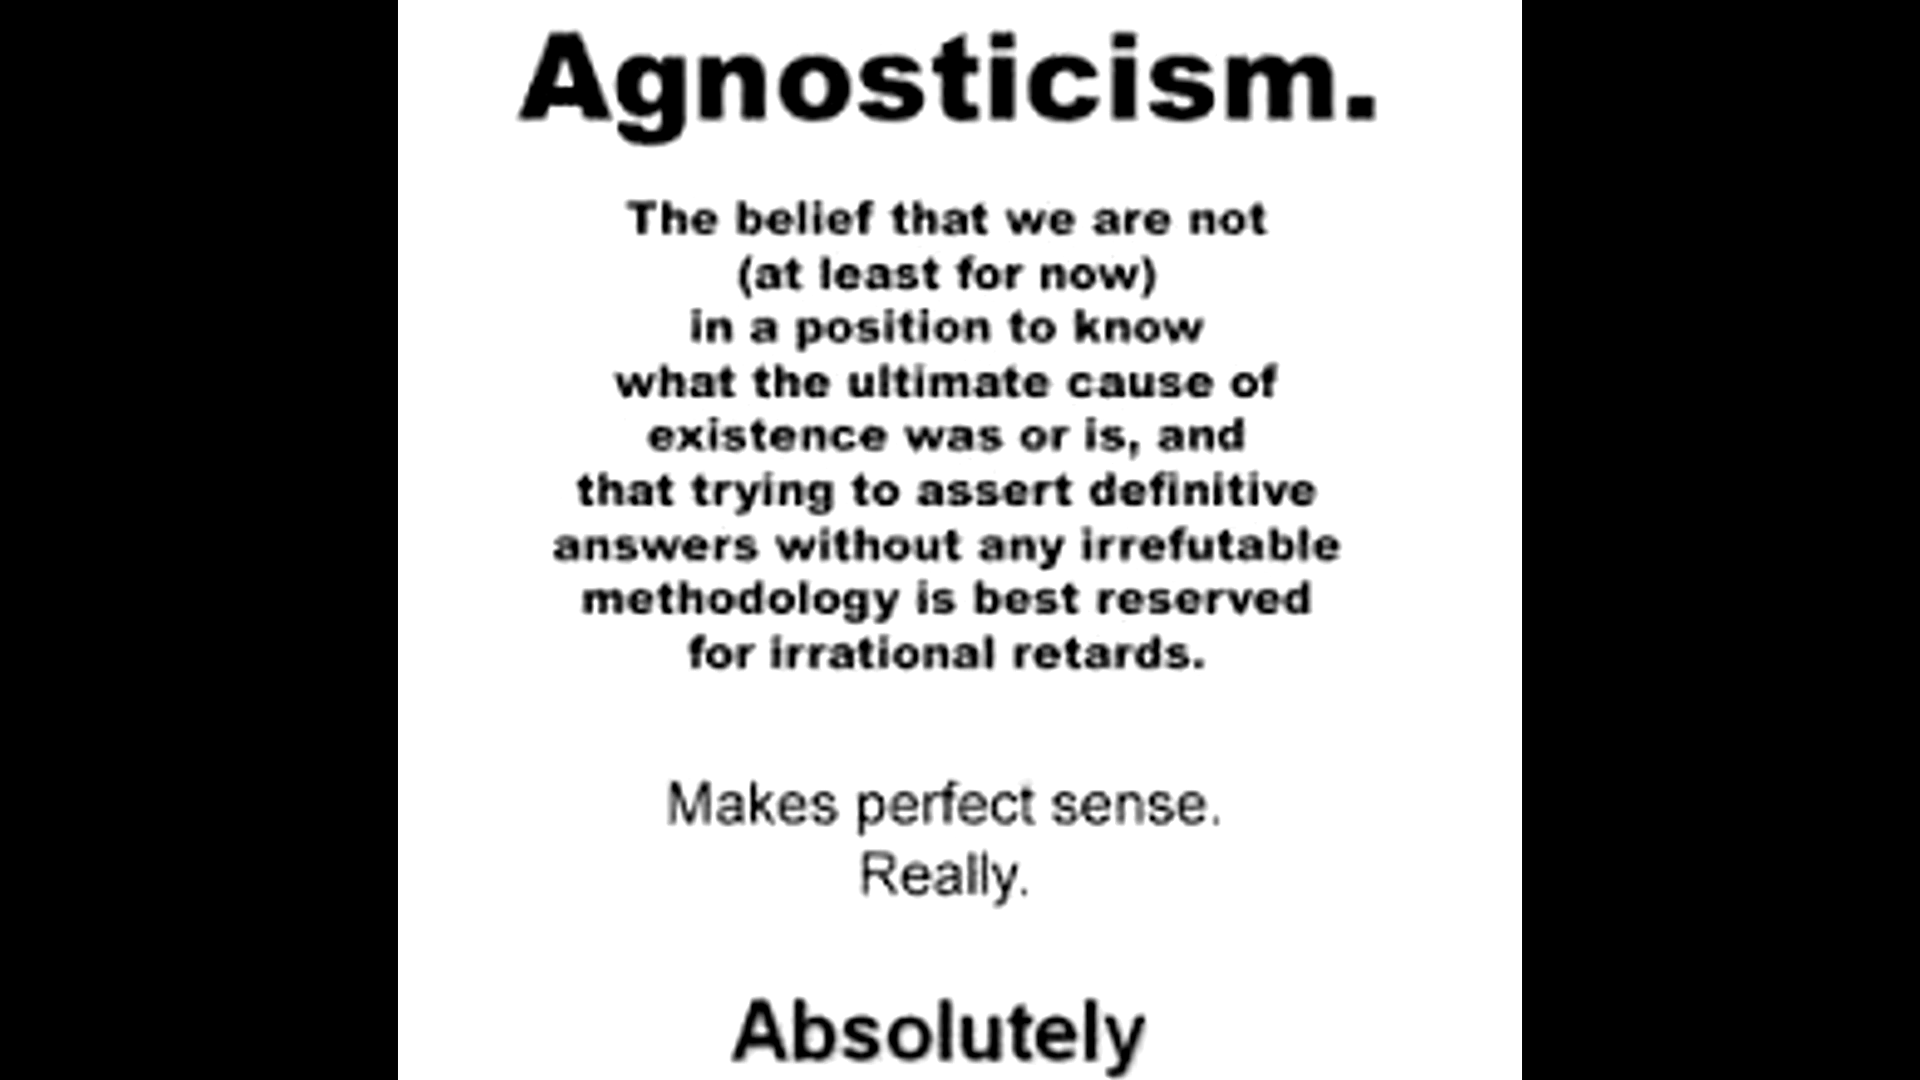 Agnosticism.
The belief that we are not
(at least for now)
in a position to know
what the ultimate cause of
existence was or is, and
that trying to assert definitive
answers without any irrefutable
methodology is best reserved
for irrational retards.
Makes perfect sense.
Really.
Absolutely